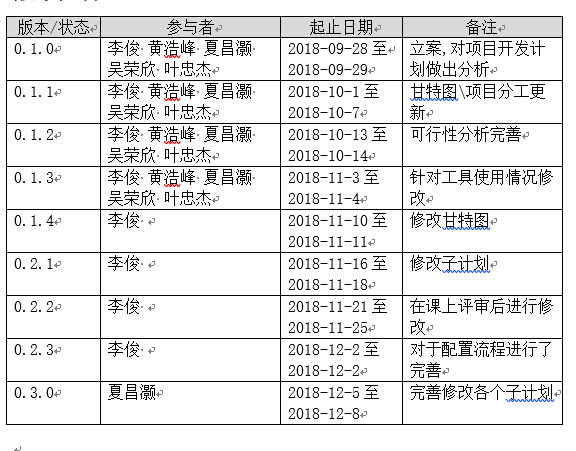 版本/状态 参与者 起止日期 备注
0.1.0 李俊 黄浩峰 夏昌灏 2018-09-28 至 立案,对项目开发计
吴荣欣 叶忠杰 2018-09-29 划做出分析
0.1.1 李俊 黄浩峰 夏昌灏 2018-10-1 至 甘特图\项目分工更
吴荣欣 叶忠杰 2018-10-7 新
0.1.2 李俊 黄浩峰 夏昌灏 2018-10-13 至 可行性分析完善
吴荣欣 叶忠杰 2018-10-14
0.1.3 李俊 黄浩峰 夏昌灏 2018-11-3 至 针对工具使用情况修
吴荣欣 叶忠杰 2018-11-4 改
0.1.4 李俊 2018-11-10 至 修改甘特图
2018-11-11
0.2.1 李俊 2018-11-16 至 修改子计划
2018-11-18
0.2.2 李俊 2018-11-21 至 在课上评审后进行修
2018-11-25 改
0.2.3 李俊 2018-12-2 至 对于配置流程进行了
2018-12-2 完善
0.3.0 夏昌灏 2018-12-5 至 完善修改各个子计划
2018-12-8